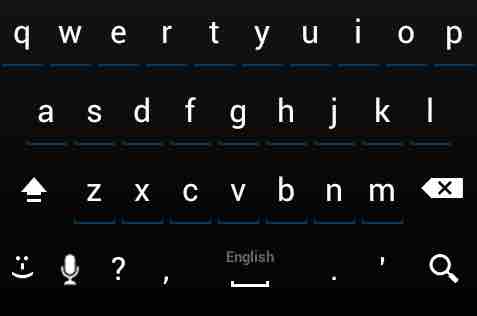 q w e r t y u i o p
a s d f g h j k l
z x c v b n m
? , English . '